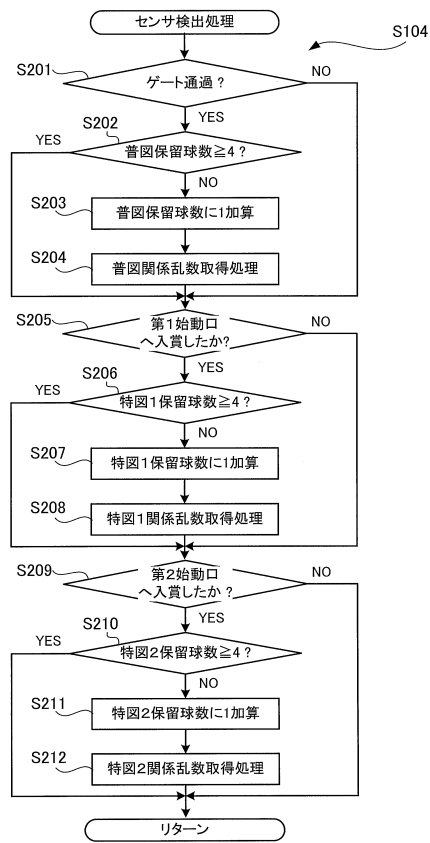 センサ検出処理
S104
S201
ゲート通過？
NO
YES
S202
YES
普図保留球数≧4？
NO
S203
普図保留球数に1加算
S204
普図関係乱数取得処理
S205
第１始動口
へ入賞したか？
NO
YES
S206
YES
特図１保留球数≧4？
NO
S207
特図１保留球数に1加算
S208
特図１関係乱数取得処理
S209
第２始動口
へ入賞したか？
NO
YES
S210
YES
特図２保留球数≧4？
NO
S211
特図２保留球数に1加算
S212
特図２関係乱数取得処理
リターン